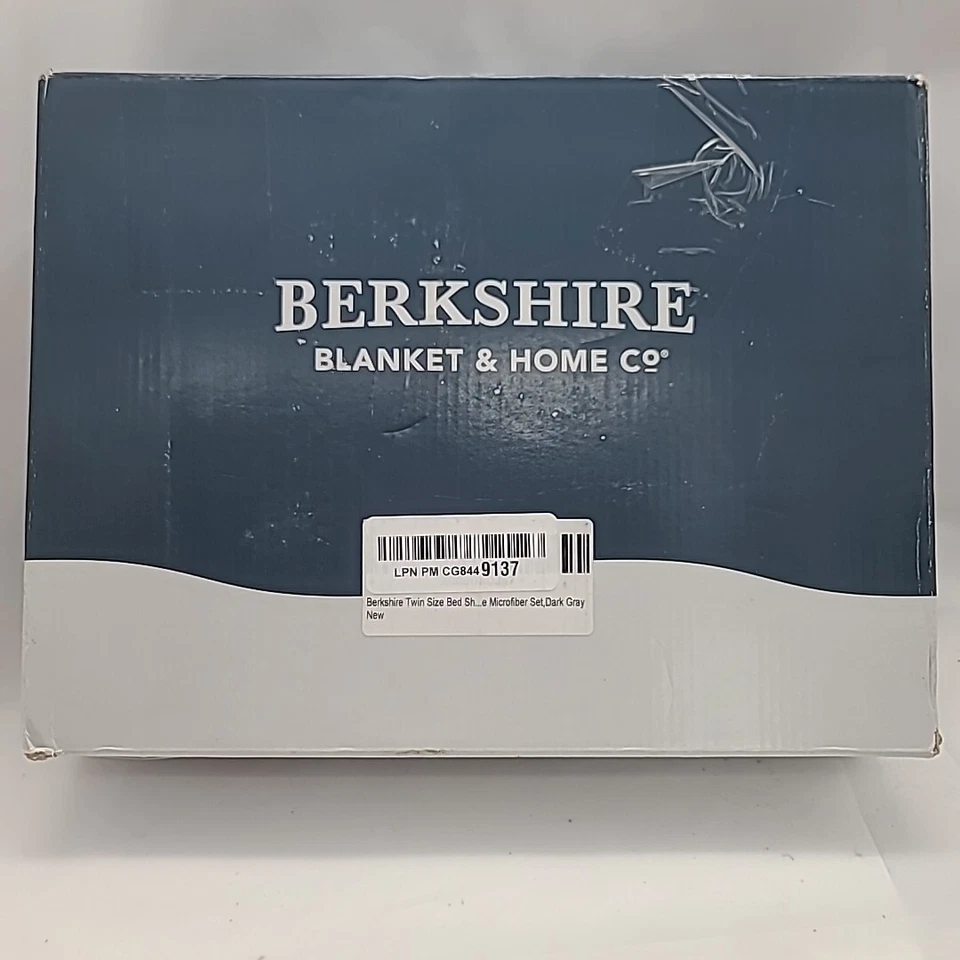 BERKSHIRE
BLANKET & HOME Cº®
LPN PM CG8449137
Berkshire Twin Size Bed Sh...e Microfiber Set,Dark Gray
New